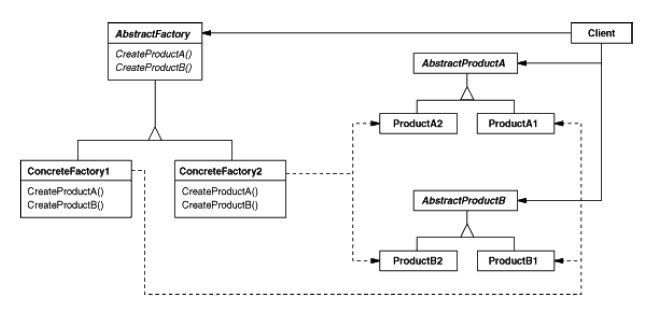 AbstractFactory
CreateProductA()
CreateProductB()
Client
AbstractProductA
ProductA2
ProductA1
ConcreteFactory1
CreateProductA()
CreateProductB()
ConcreteFactory2
CreateProductA()
CreateProductB()
AbstractProductB
ProductB2
ProductB1